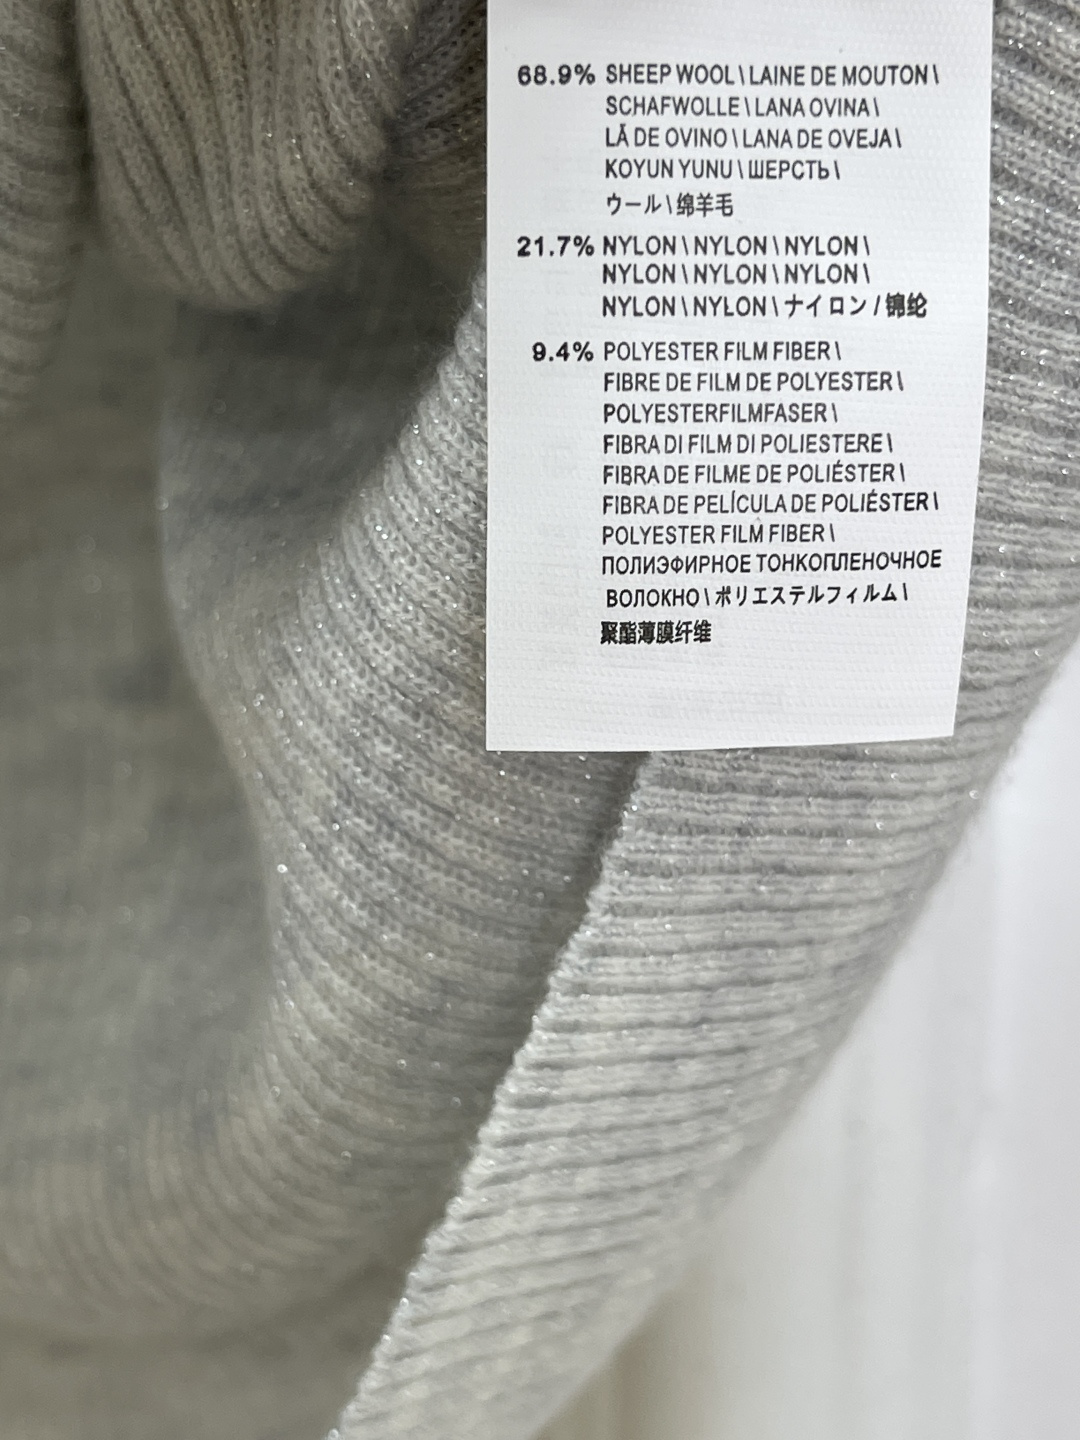 68.9% SHEEP WOOL \ LAINE DE MOUTON \
SCHAFWOLLE \ LANA OVINA \
LÃ DE OVINO \ LANA DE OVEJA \
KOYUN YUNU \ ШЕРСТЬ \
ウール \ 绵羊毛
21.7% NYLON \ NYLON \ NYLON \
NYLON \ NYLON \ NYLON \
NYLON \ NYLON \ ナイロン / 锦纶
9.4% POLYESTER FILM FIBER \
FIBRE DE FILM DE POLYESTER \
POLYESTERFILMFASER \
FIBRA DI FILM DI POLIESTERE \
FIBRA DE FILME DE POLIÉSTER \
FIBRA DE PELÍCULA DE POLIÉSTER \
POLYESTER FILM FIBER \
ПОЛИЭФИРНОЕ ТОНКОПЛЕНОЧНОЕ
ВОЛОКНО \ ポリエステルフィルム \
聚酯薄膜纤维